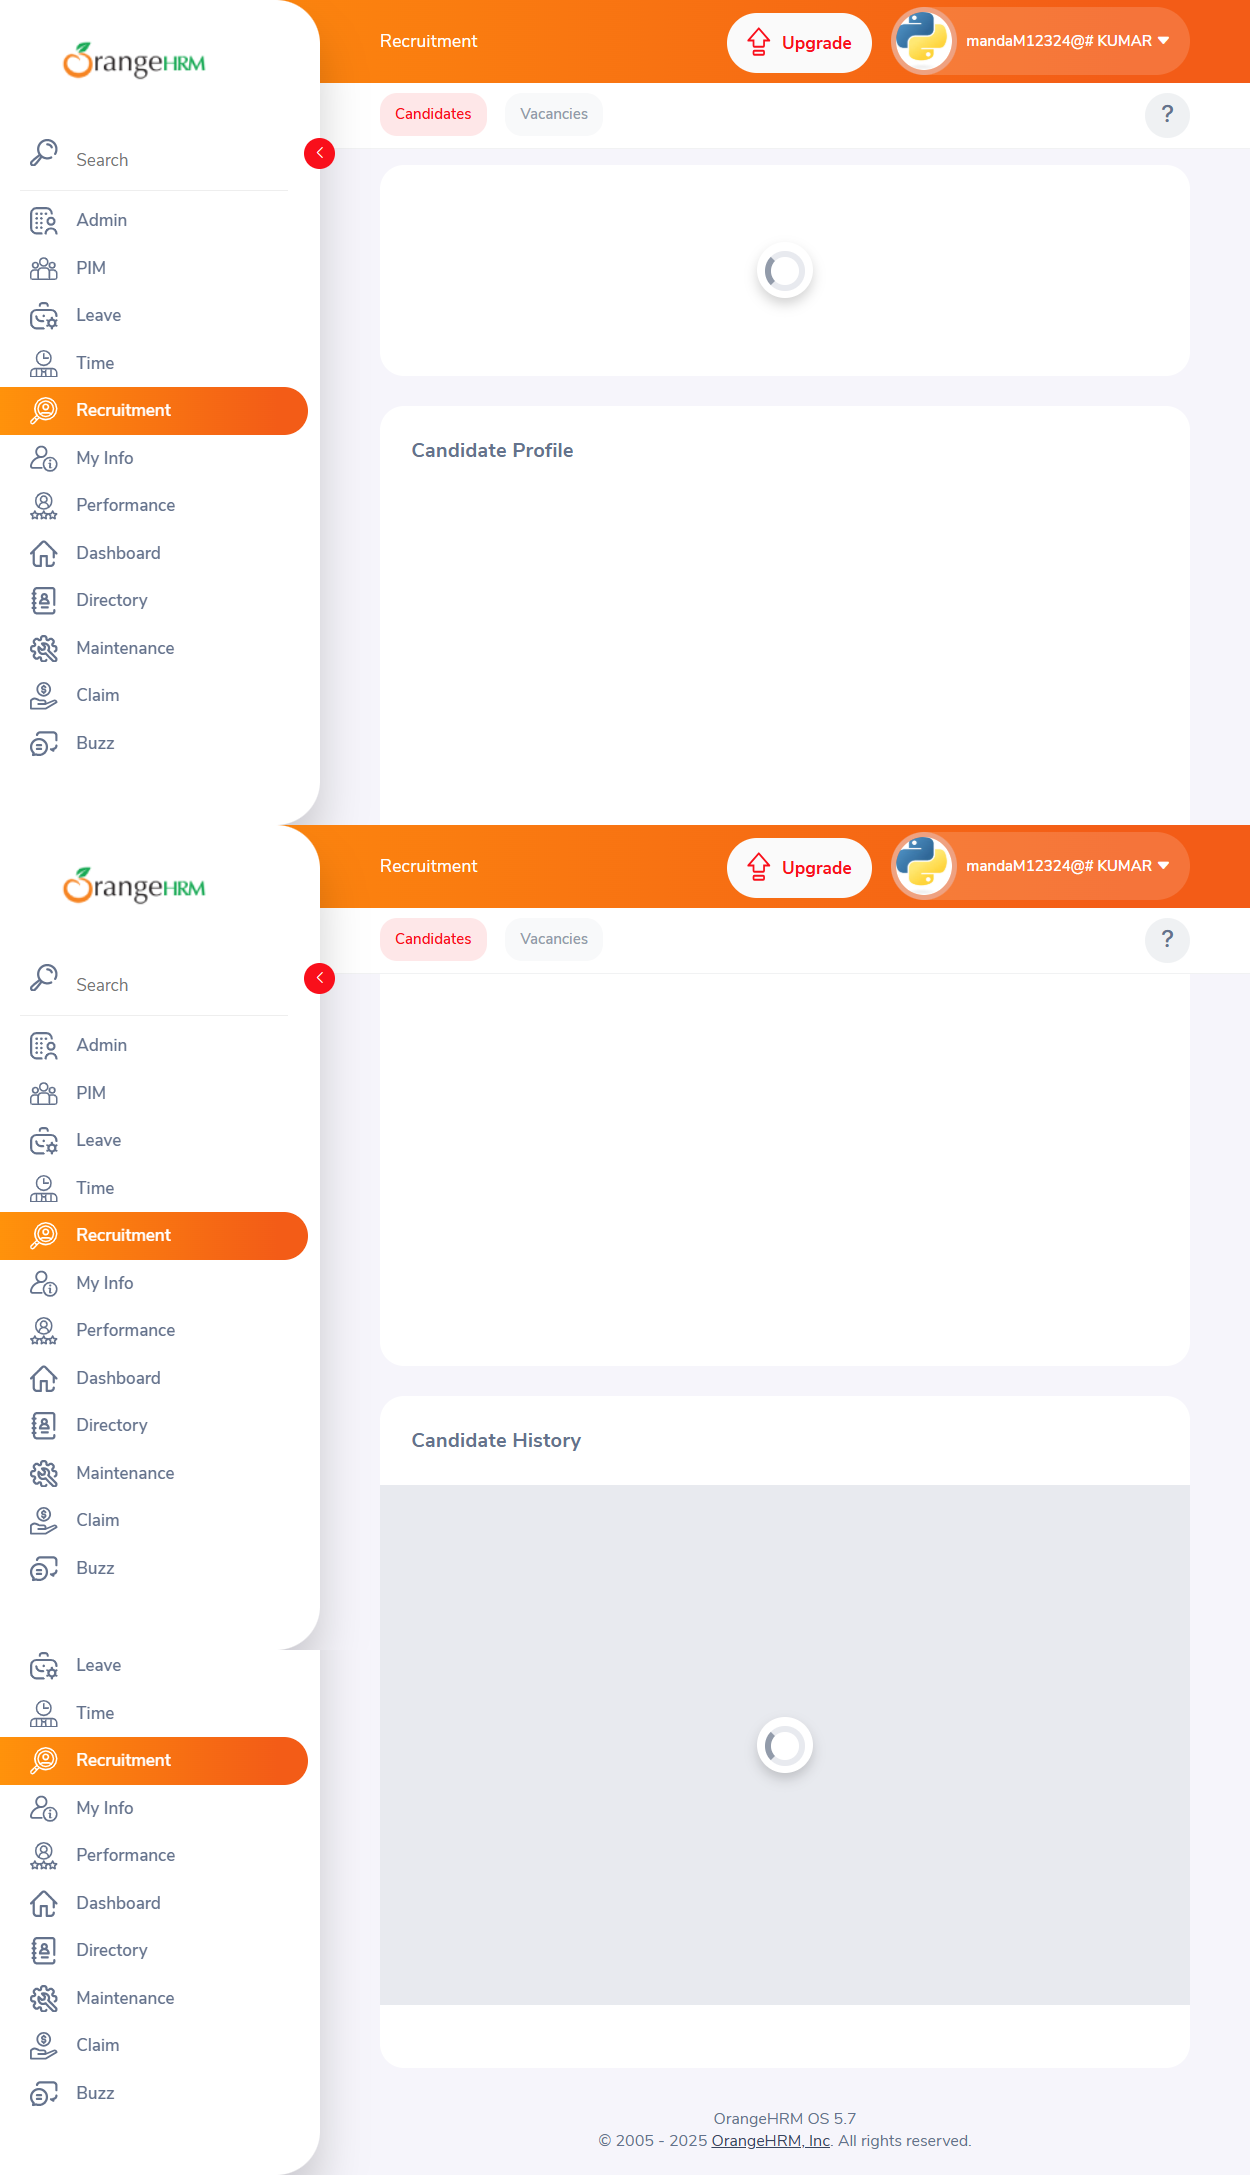 OrangeHRM
Recruitment
Upgrade
mandaM12324@# KUMAR
Candidates
Vacancies
?
Search
Admin
PIM
Leave
Time
Recruitment
My Info
Performance
Dashboard
Directory
Maintenance
Claim
Buzz
Candidate Profile
OrangeHRM
Recruitment
Upgrade
mandaM12324@# KUMAR
Candidates
Vacancies
?
Search
Admin
PIM
Leave
Time
Recruitment
My Info
Performance
Dashboard
Directory
Maintenance
Claim
Buzz
Candidate History
Leave
Time
Recruitment
My Info
Performance
Dashboard
Directory
Maintenance
Claim
Buzz
OrangeHRM OS 5.7
© 2005 - 2025 OrangeHRM, Inc. All rights reserved.